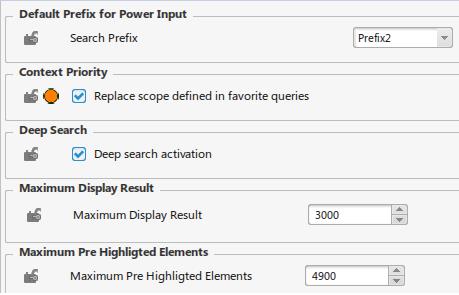 Default Prefix for Power Input
Search Prefix
Prefix2
Context Priority
Replace scope defined in favorite queries
Deep Search
Deep search activation
Maximum Display Result
Maximum Display Result
3000
Maximum Pre Highligted Elements
Maximum Pre Highligted Elements
4900